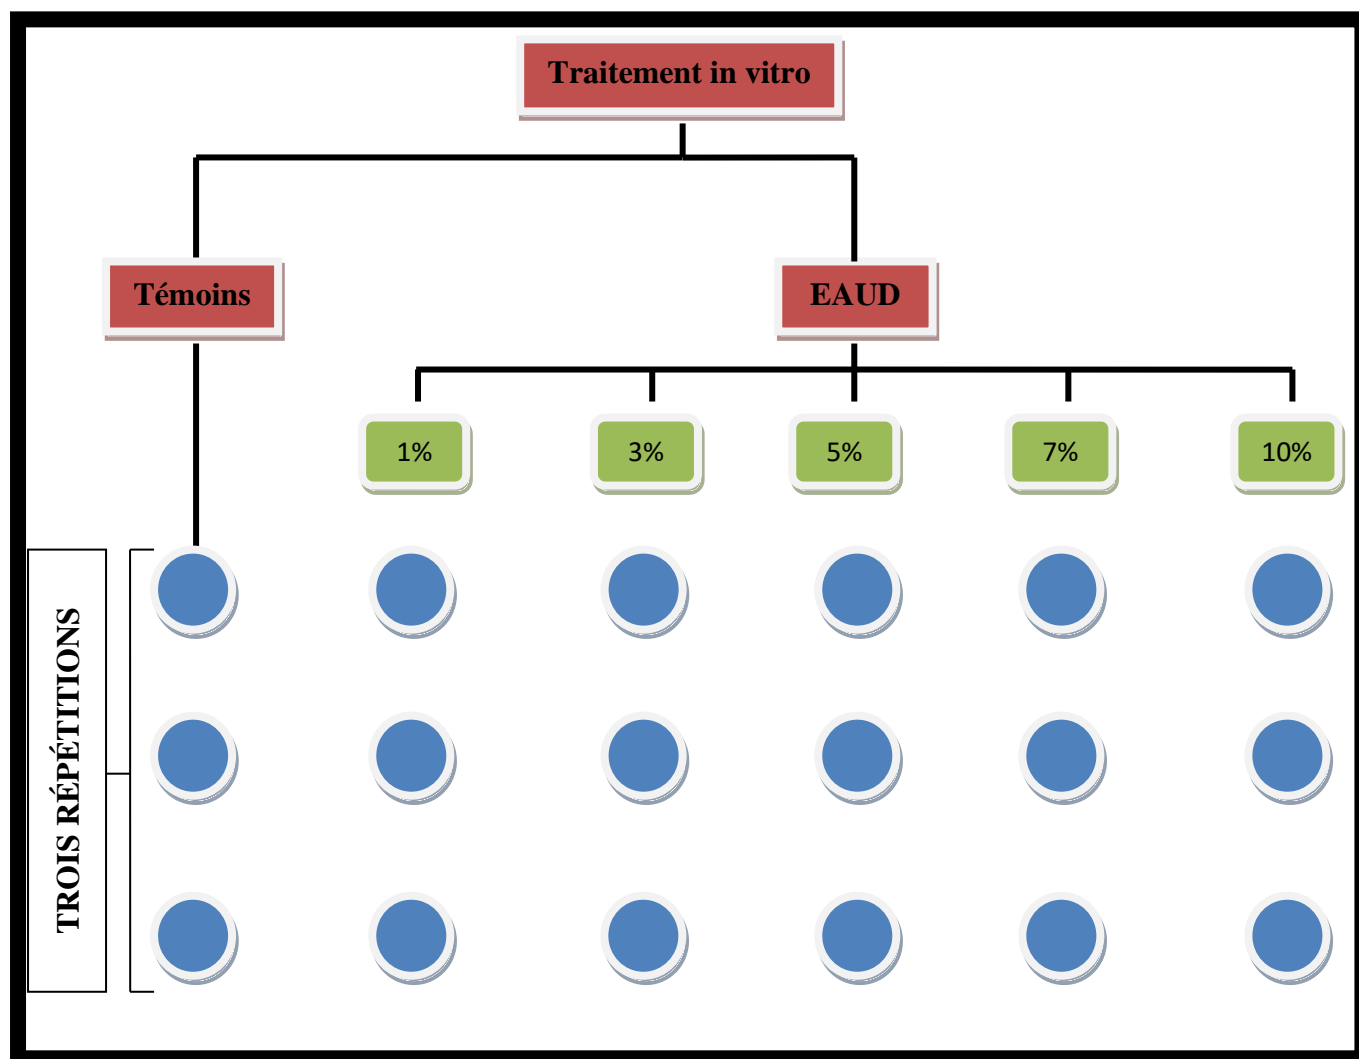 Traitement in vitro
Témoins
EAUD
1%
3%
5%
7%
10%
TROIS RÉPÉTITIONS